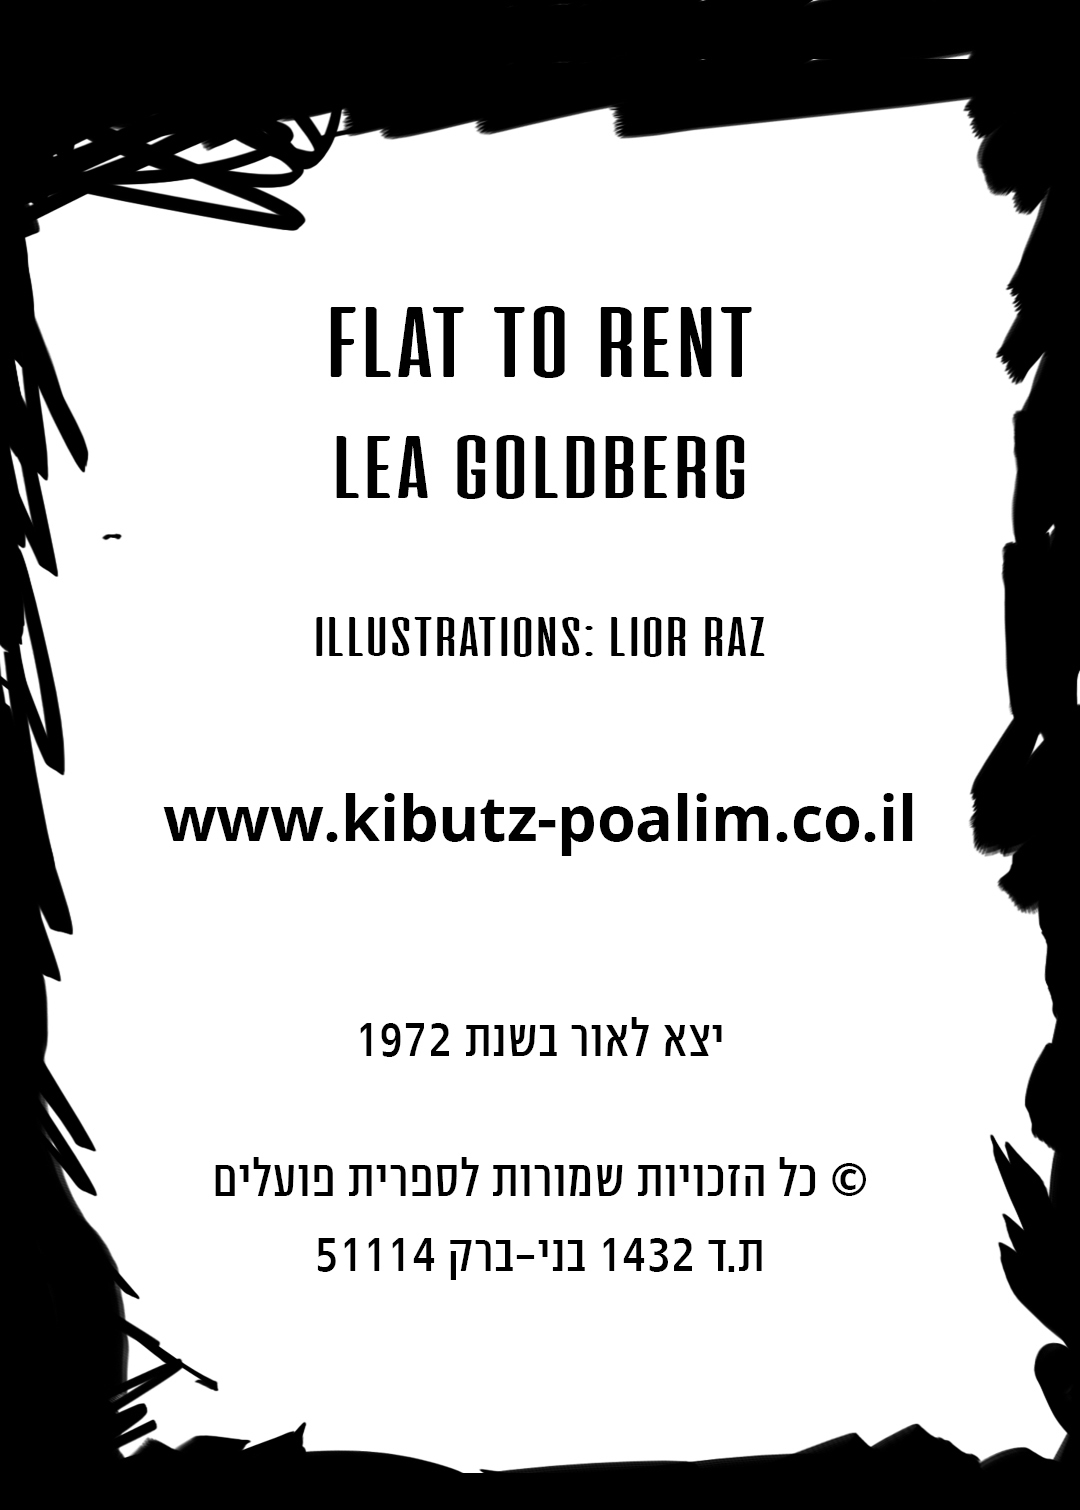 FLAT TO RENT
LEA GOLDBERG
ILLUSTRATIONS: LIOR RAZ
www.kibutz-poalim.co.il
יצא לאור בשנת 1972
© כל הזכויות שמורות לספרית פועלים
ת.ד 1432 בני-ברק 51114